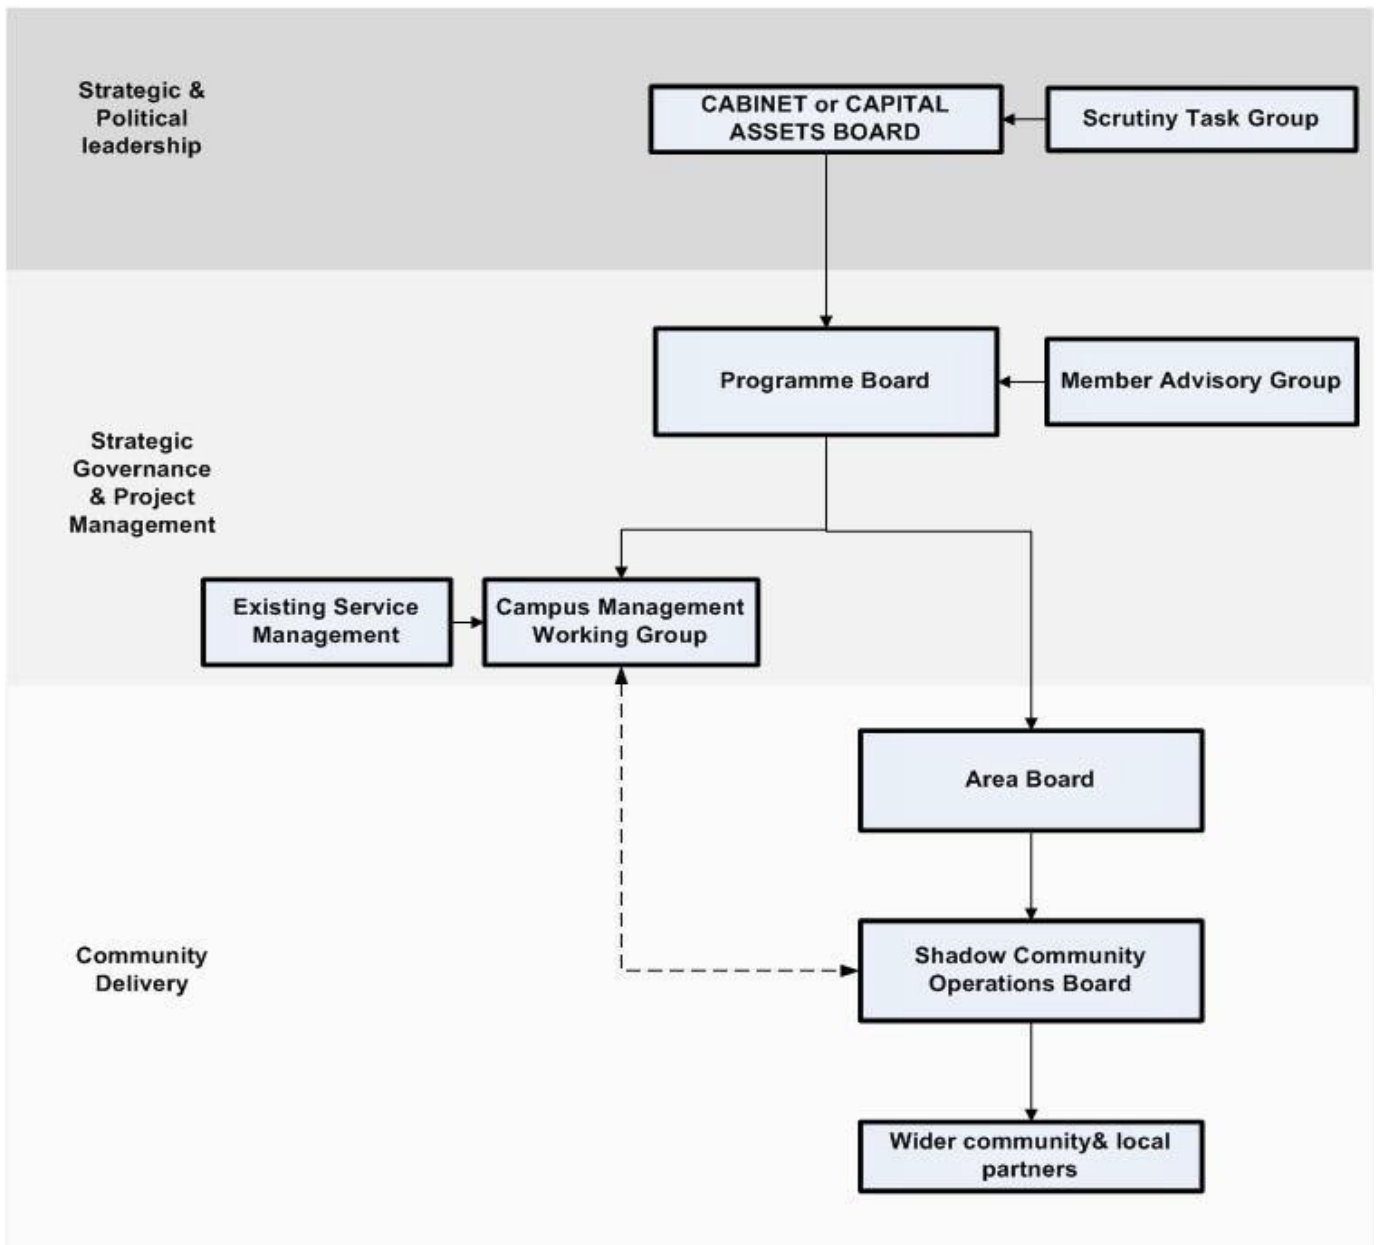 Strategic &
Political
leadership
CABINET or CAPITAL
ASSETS BOARD
Scrutiny Task Group
Programme Board
Member Advisory Group
Strategic
Governance
& Project
Management
Existing Service
Management
Campus Management
Working Group
Area Board
Community
Delivery
Shadow Community
Operations Board
Wider community& local
partners